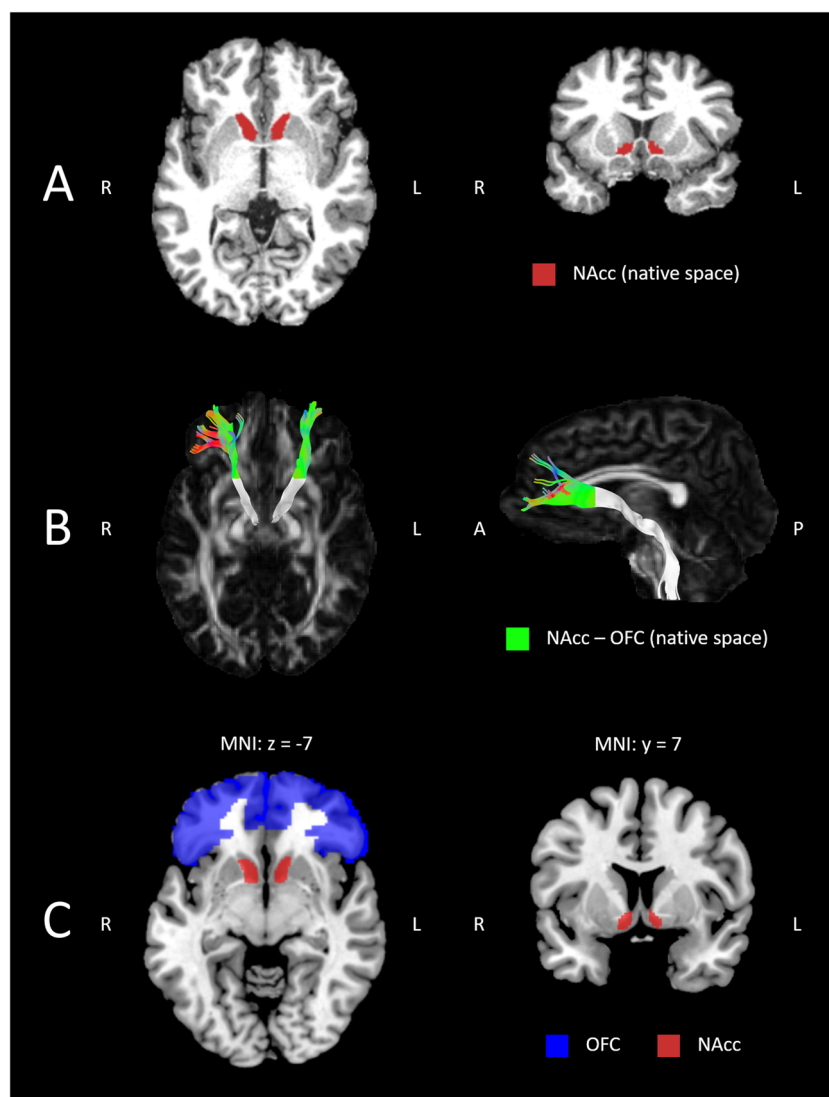 A
R
L
R
L
NAcc (native space)
B
R
L
A
P
NAcc – OFC (native space)
MNI: z = -7
MNI: y = 7
C
R
L
R
L
OFC
NAcc